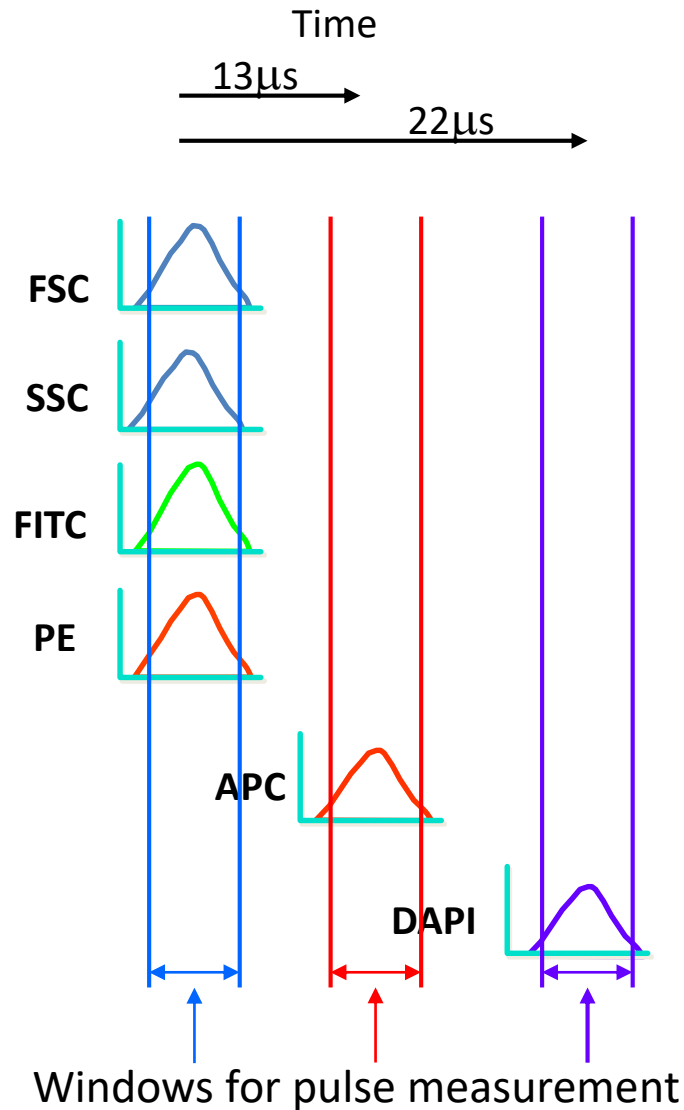 Time
13μs
22μs
FSC
SSC
FITC
PE
APC
DAPI
Windows for pulse measurement